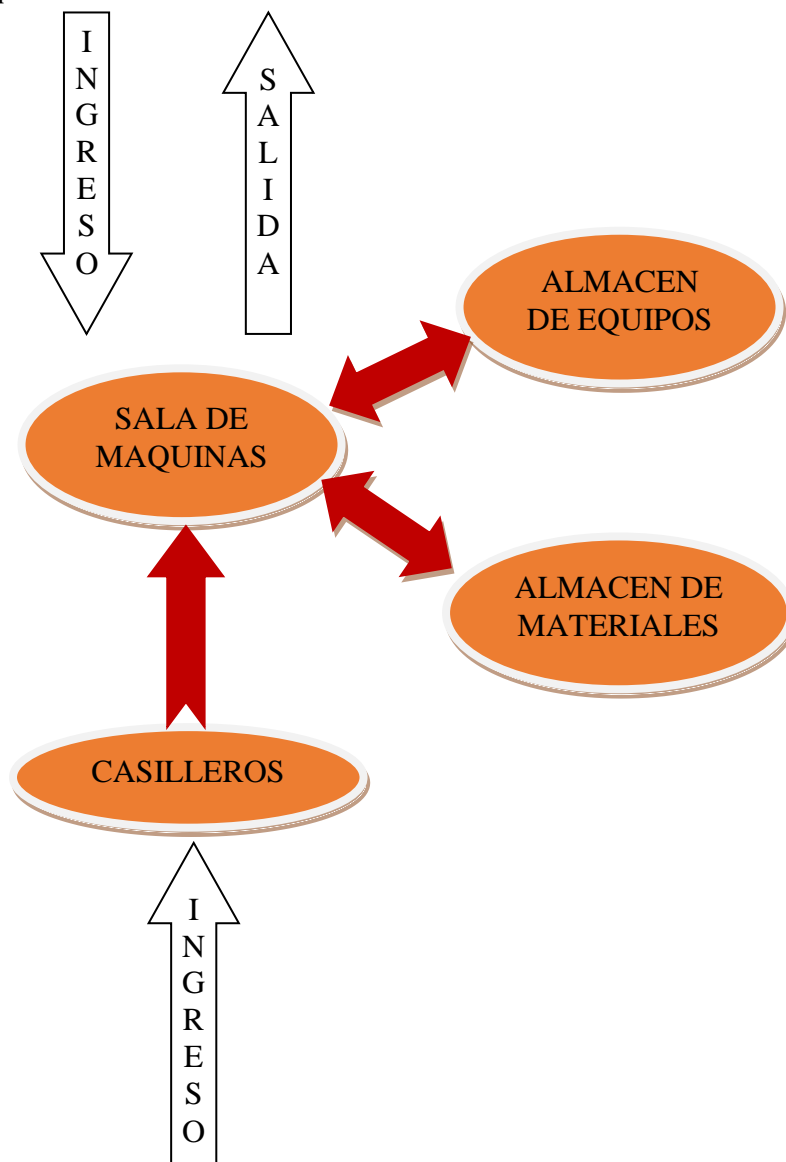 INGRESO
SALIDA
ALMACEN
DE EQUIPOS
SALA DE
MAQUINAS
ALMACEN DE
MATERIALES
CASILLEROS
INGRESO